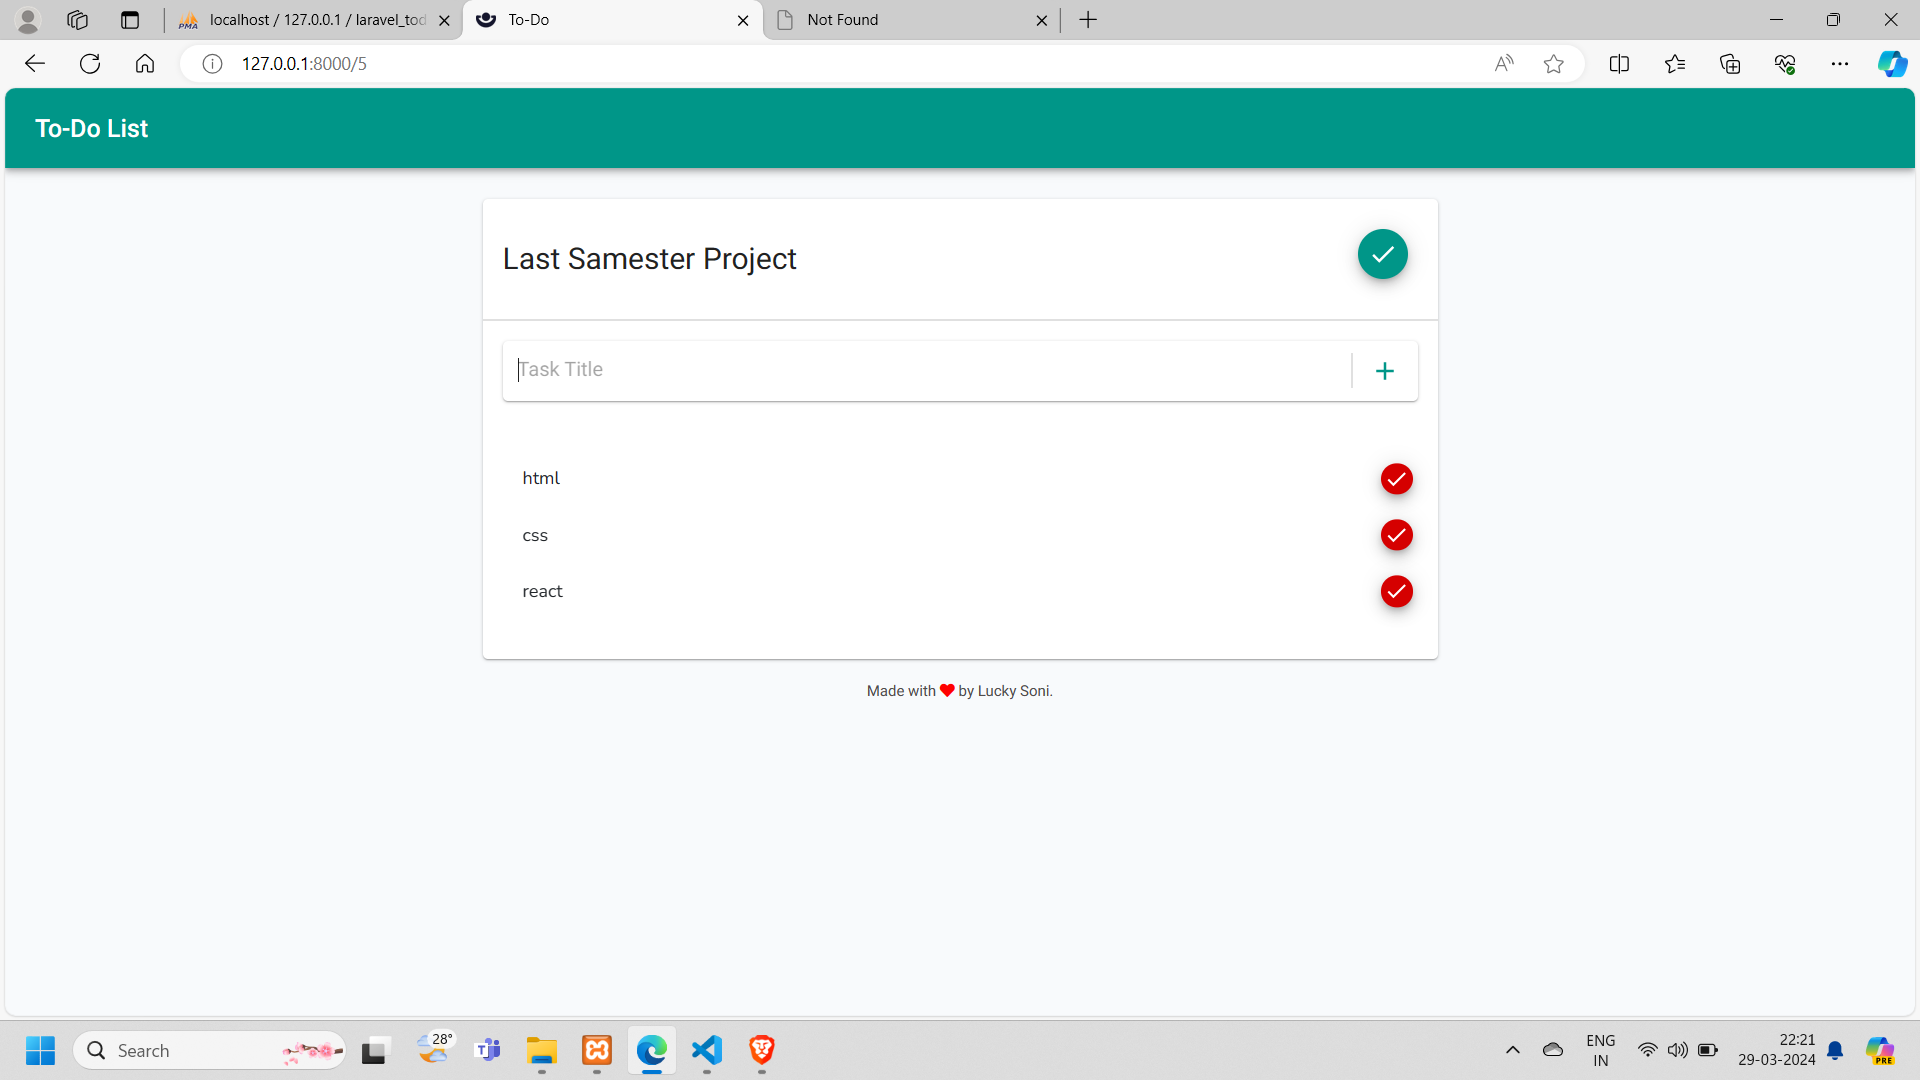 PMA
localhost / 127.0.0.1 / laravel_tod
To-Do
Not Found
127.0.0.1:8000/5
To-Do List
Last Samester Project
Task Title
html
css
react
Made with ❤ by Lucky Soni.
Search
28°
ENG
IN
22:21
29-03-2024
PRE